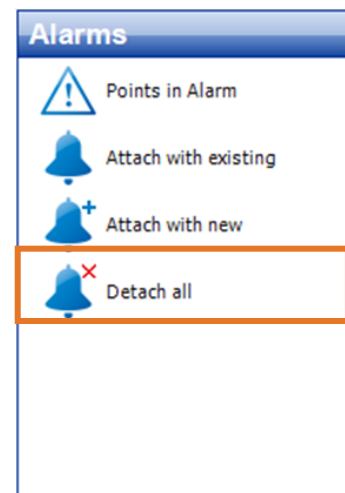 Alarms
Points in Alarm
Attach with existing
Attach with new
Detach all